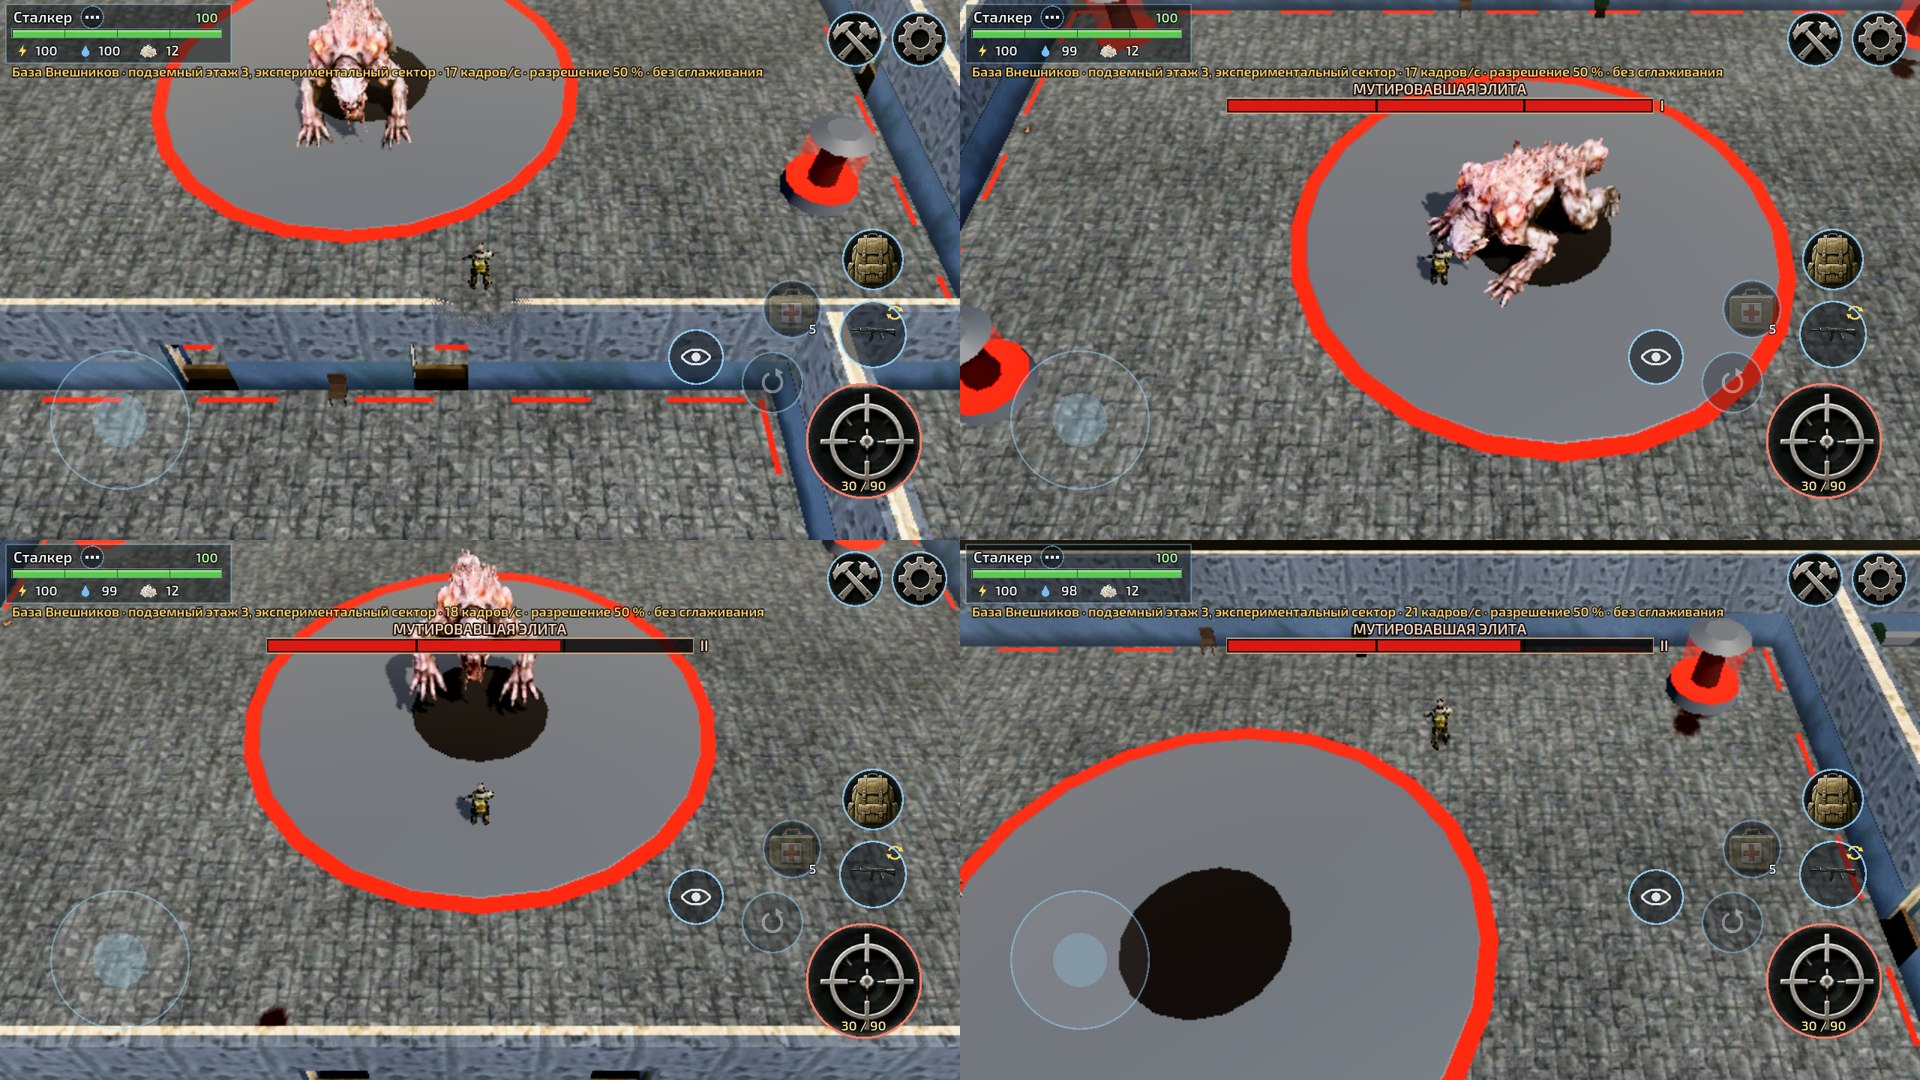 Сталкер ··· 100
100 100 12
База Внешников · подземный этаж 3, экспериментальный сектор · 17 кадров/с · разрешение 50 % · без сглаживания
5
30 / 90
Сталкер ··· 100
100 99 12
База Внешников · подземный этаж 3, экспериментальный сектор · 17 кадров/с · разрешение 50 % · без сглаживания
МУТИРОВАВШАЯ ЭЛИТА
I
5
30 / 90
Сталкер ··· 100
100 99 12
База Внешников · подземный этаж 3, экспериментальный сектор · 18 кадров/с · разрешение 50 % · без сглаживания
МУТИРОВАВШАЯ ЭЛИТА
II
5
30 / 90
Сталкер ··· 100
100 98 12
База Внешников · подземный этаж 3, экспериментальный сектор · 21 кадров/с · разрешение 50 % · без сглаживания
МУТИРОВАВШАЯ ЭЛИТА
II
5
30 / 90